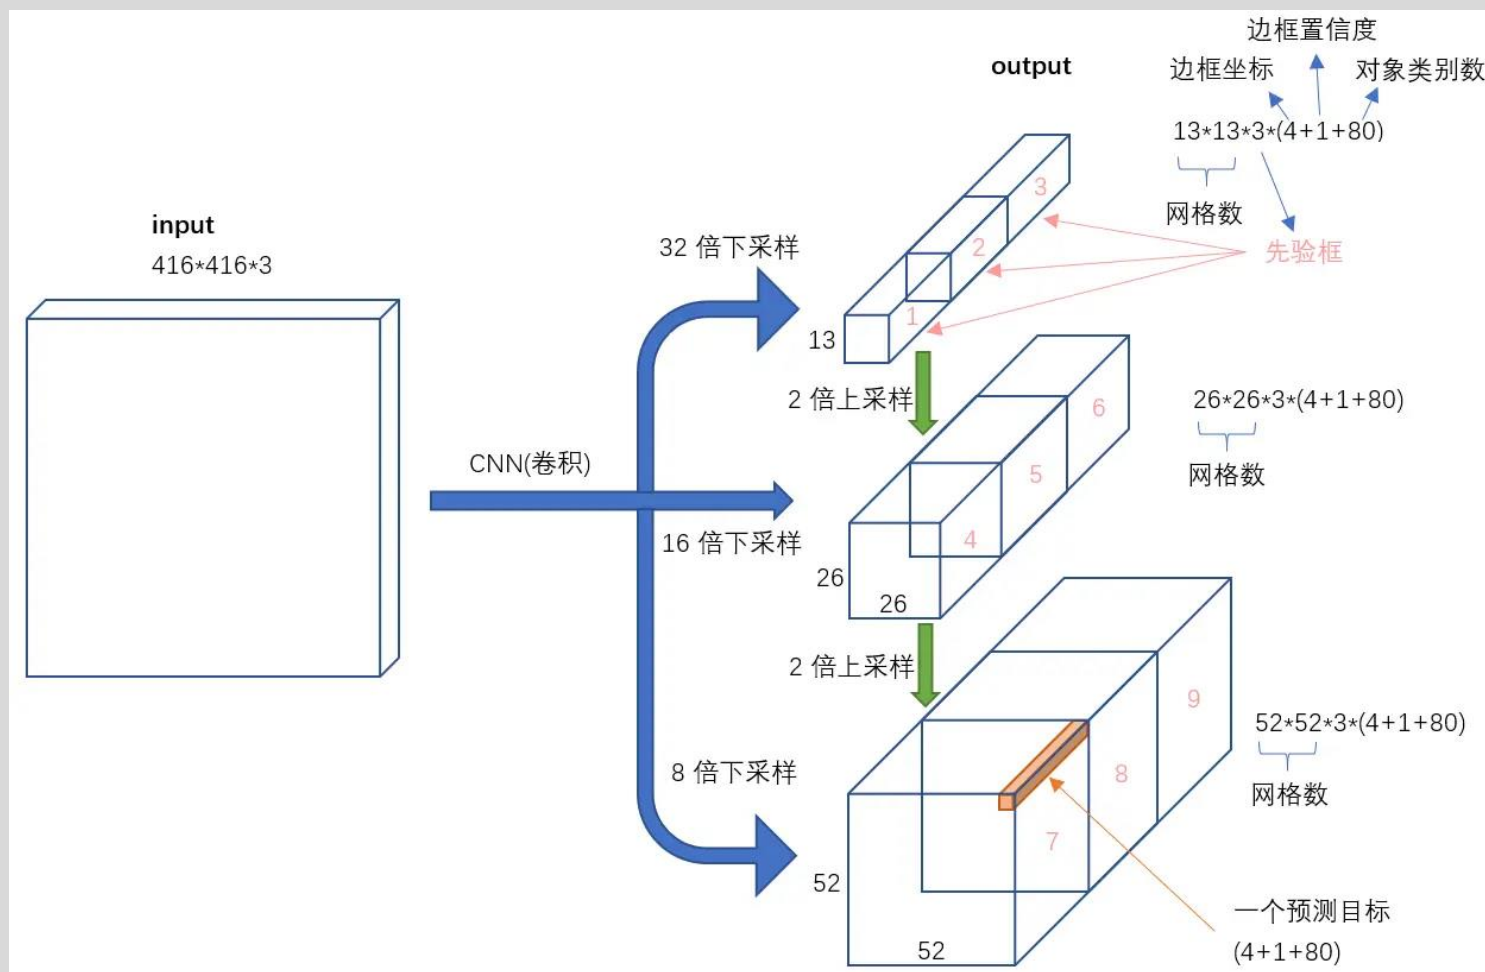 input
416*416*3
CNN(卷积)
32 倍下采样
16 倍下采样
8 倍下采样
output
13
1
2
3
2 倍上采样
26
26
4
5
6
2 倍上采样
52
52
7
8
9
边框置信度
边框坐标
对象类别数
13*13*3*(4+1+80)
网格数
先验框
26*26*3*(4+1+80)
网格数
52*52*3*(4+1+80)
网格数
一个预测目标
(4+1+80)